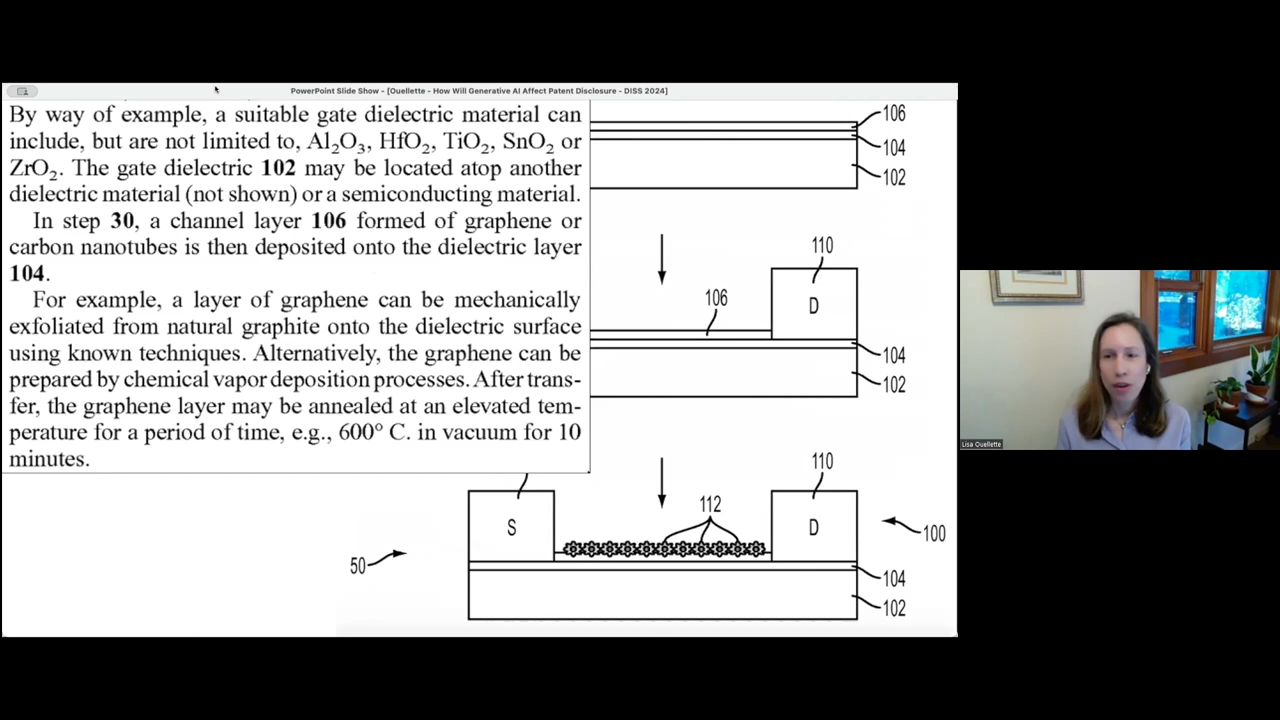 PowerPoint Slide Show - [Ouellette - How Will Generative AI Affect Patent Disclosure - DISS 2024]
By way of example, a suitable gate dielectric material can
include, but are not limited to, Al₂O₃, HfO₂, TiO₂, SnO₂ or
ZrO₂. The gate dielectric 102 may be located atop another
dielectric material (not shown) or a semiconducting material.
In step 30, a channel layer 106 formed of graphene or
carbon nanotubes is then deposited onto the dielectric layer
104.
For example, a layer of graphene can be mechanically
exfoliated from natural graphite onto the dielectric surface
using known techniques. Alternatively, the graphene can be
prepared by chemical vapor deposition processes. After trans-
fer, the graphene layer may be annealed at an elevated tem-
perature for a period of time, e.g., 600° C. in vacuum for 10
minutes.
106
104
102
110
106
D
104
102
110
112
S
D
100
50
104
102
Lisa Ouellette